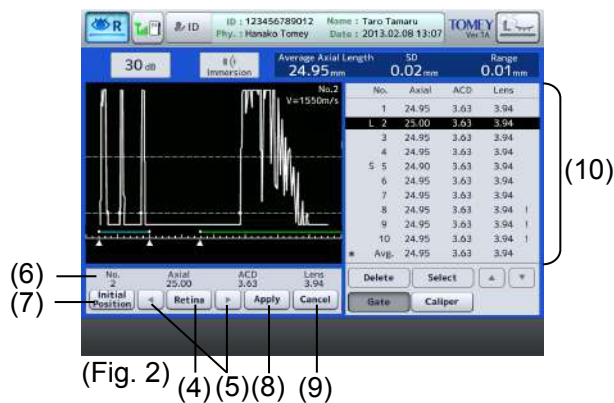 R ID ID : 123456789012 Name : Taro Tamaru TOMEY L
Phy. : Hanako Tomey Date : 2013.02.08 13:07 Ver.1A
30 dB Immersion Average Axial Length 24.95mm SD 0.02mm Range 0.01mm
No.2
V=1550m/s
No. Axial ACD Lens
1 24.95 3.63 3.94
L 2 25.00 3.63 3.94
3 24.95 3.63 3.94
4 24.95 3.63 3.94
S 5 24.90 3.63 3.94
6 24.95 3.63 3.94
7 24.95 3.63 3.94
8 24.95 3.63 3.94 !
9 24.95 3.63 3.94 !
10 24.95 3.63 3.94 !
* Avg. 24.95 3.63 3.94
(10)
(6) No. Axial ACD Lens
2 25.00 3.63 3.94
(7) Initial Position ◄ Retina ► Apply Cancel
Delete Select ▲ ▼
Gate Caliper
(Fig. 2) (4) (5) (8) (9)